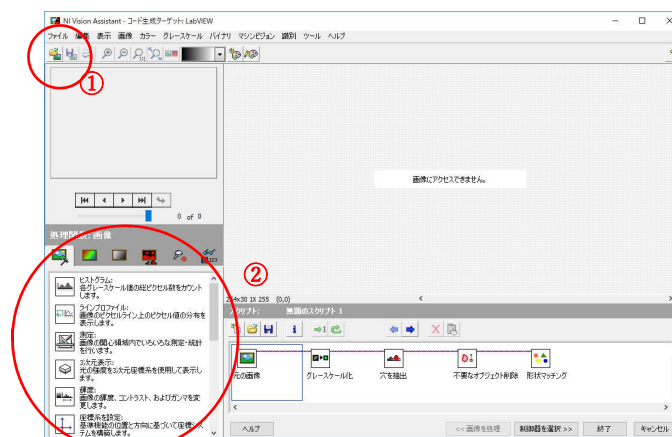 NI Vision Assistant - コード生成ターゲット: LabVIEW
ファイル 編集 表示 画像 カラー グレースケール バイナリ マシンビジョン 識別 ツール ヘルプ
①
画像にアクセスできません。
0 of 0
処理関数: 画像
②
ヒストグラム:
各グレースケール値の総ピクセル数をカウント
します。
ラインプロファイル:
画像のピクセルライン上のピクセル値の分布を
表示します。
測定:
画像の関心領域内でいろいろな測定・統計
を行います。
3次元表示:
光の強度を3次元座標系を使用して表示し
ます。
輝度:
画像の輝度、コントラスト、およびガンマを変
更します。
座標系を設定:
基準機能の位置と方向に基づいて座標シス
テムを構築します。
1X 255 (0,0)
スクリプト: 無題のスクリプト 1
元の画像 グレースケール化 穴を抽出 不要なオブジェクト削除 形状マッチング
ヘルプ << 画像を処理 制御器を選択 >> 終了 キャンセル